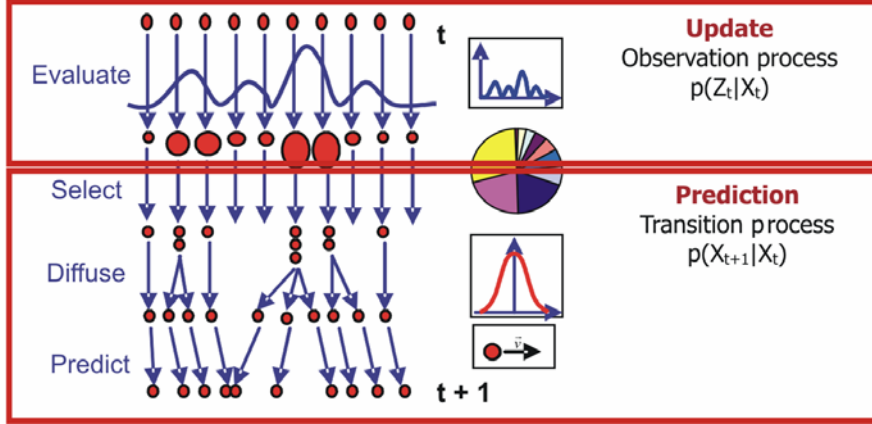 t
Evaluate
Update
Observation process
p(Zt|Xt)
Select
Prediction
Transition process
p(Xt+1|Xt)
Diffuse
v
Predict
t + 1